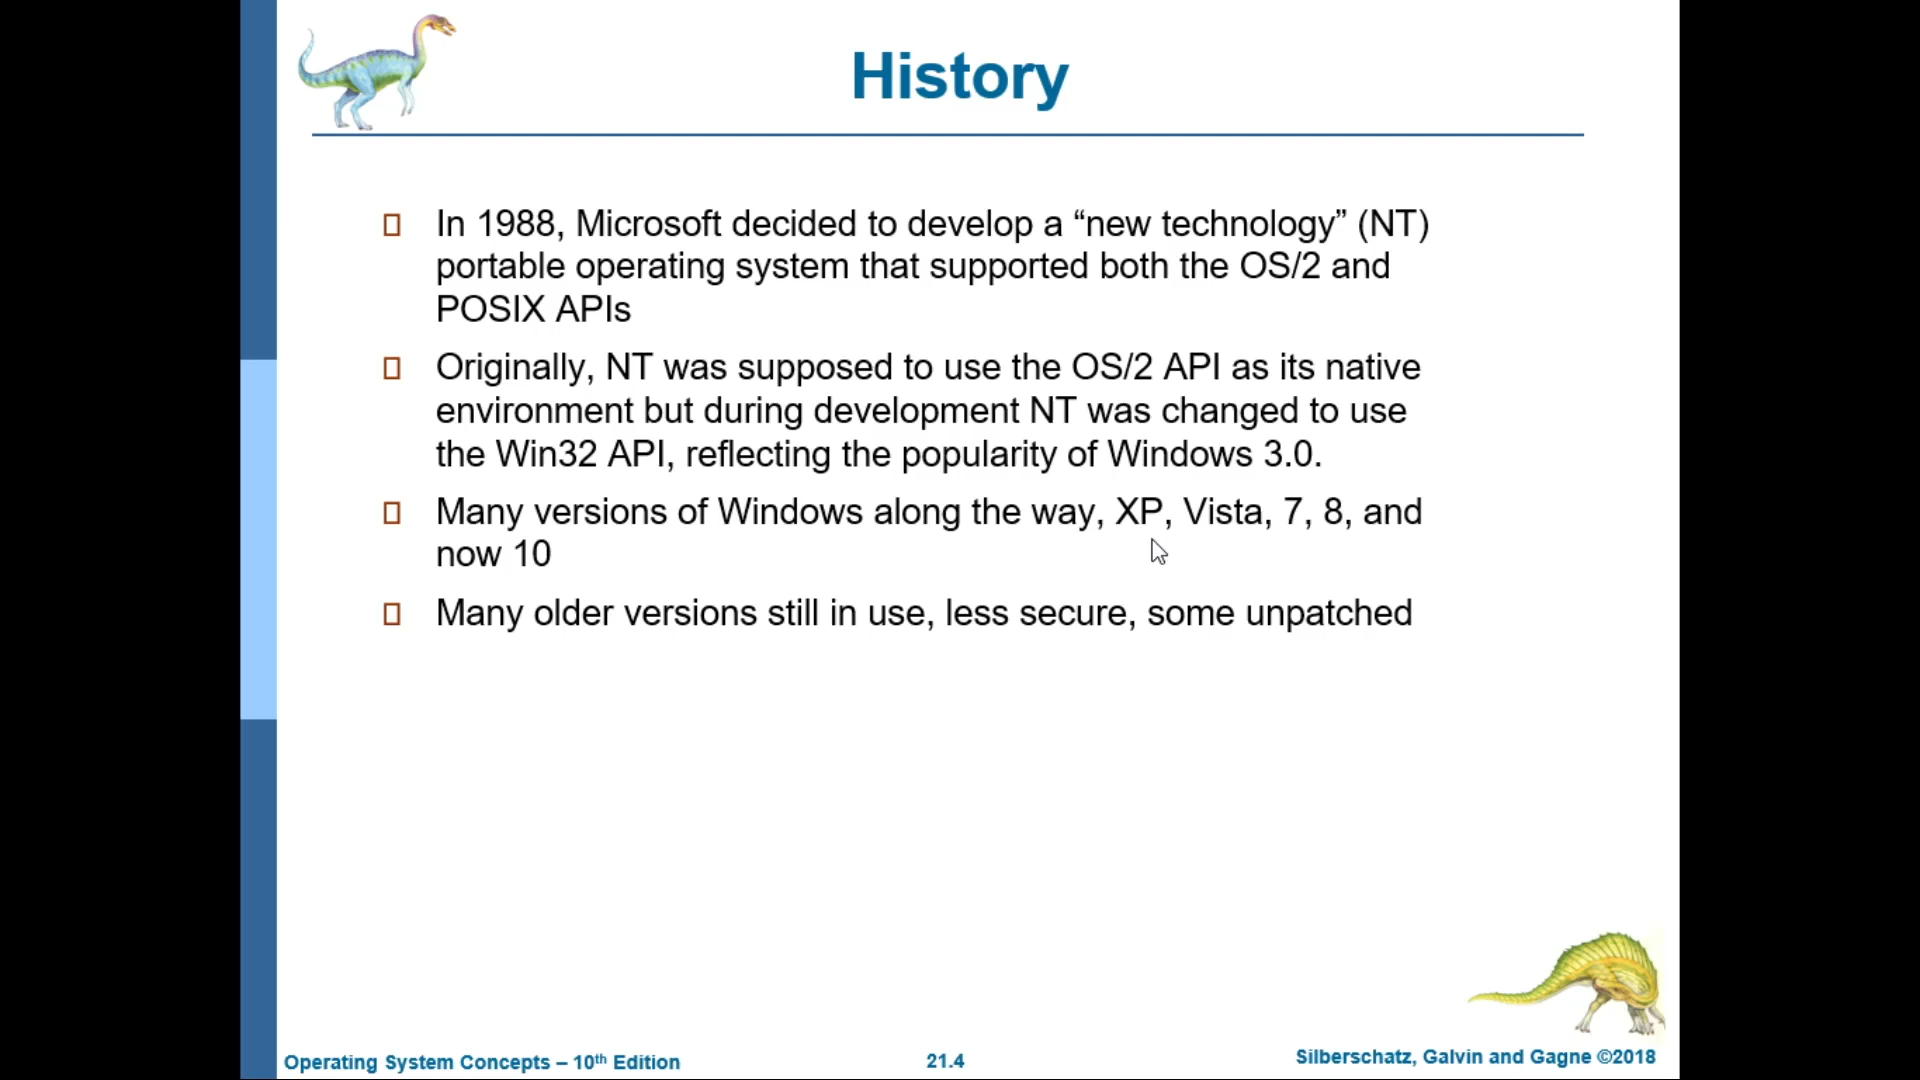 History
In 1988, Microsoft decided to develop a “new technology” (NT)
portable operating system that supported both the OS/2 and
POSIX APIs
Originally, NT was supposed to use the OS/2 API as its native
environment but during development NT was changed to use
the Win32 API, reflecting the popularity of Windows 3.0.
Many versions of Windows along the way, XP, Vista, 7, 8, and
now 10
Many older versions still in use, less secure, some unpatched
Operating System Concepts – 10th Edition
21.4
Silberschatz, Galvin and Gagne ©2018